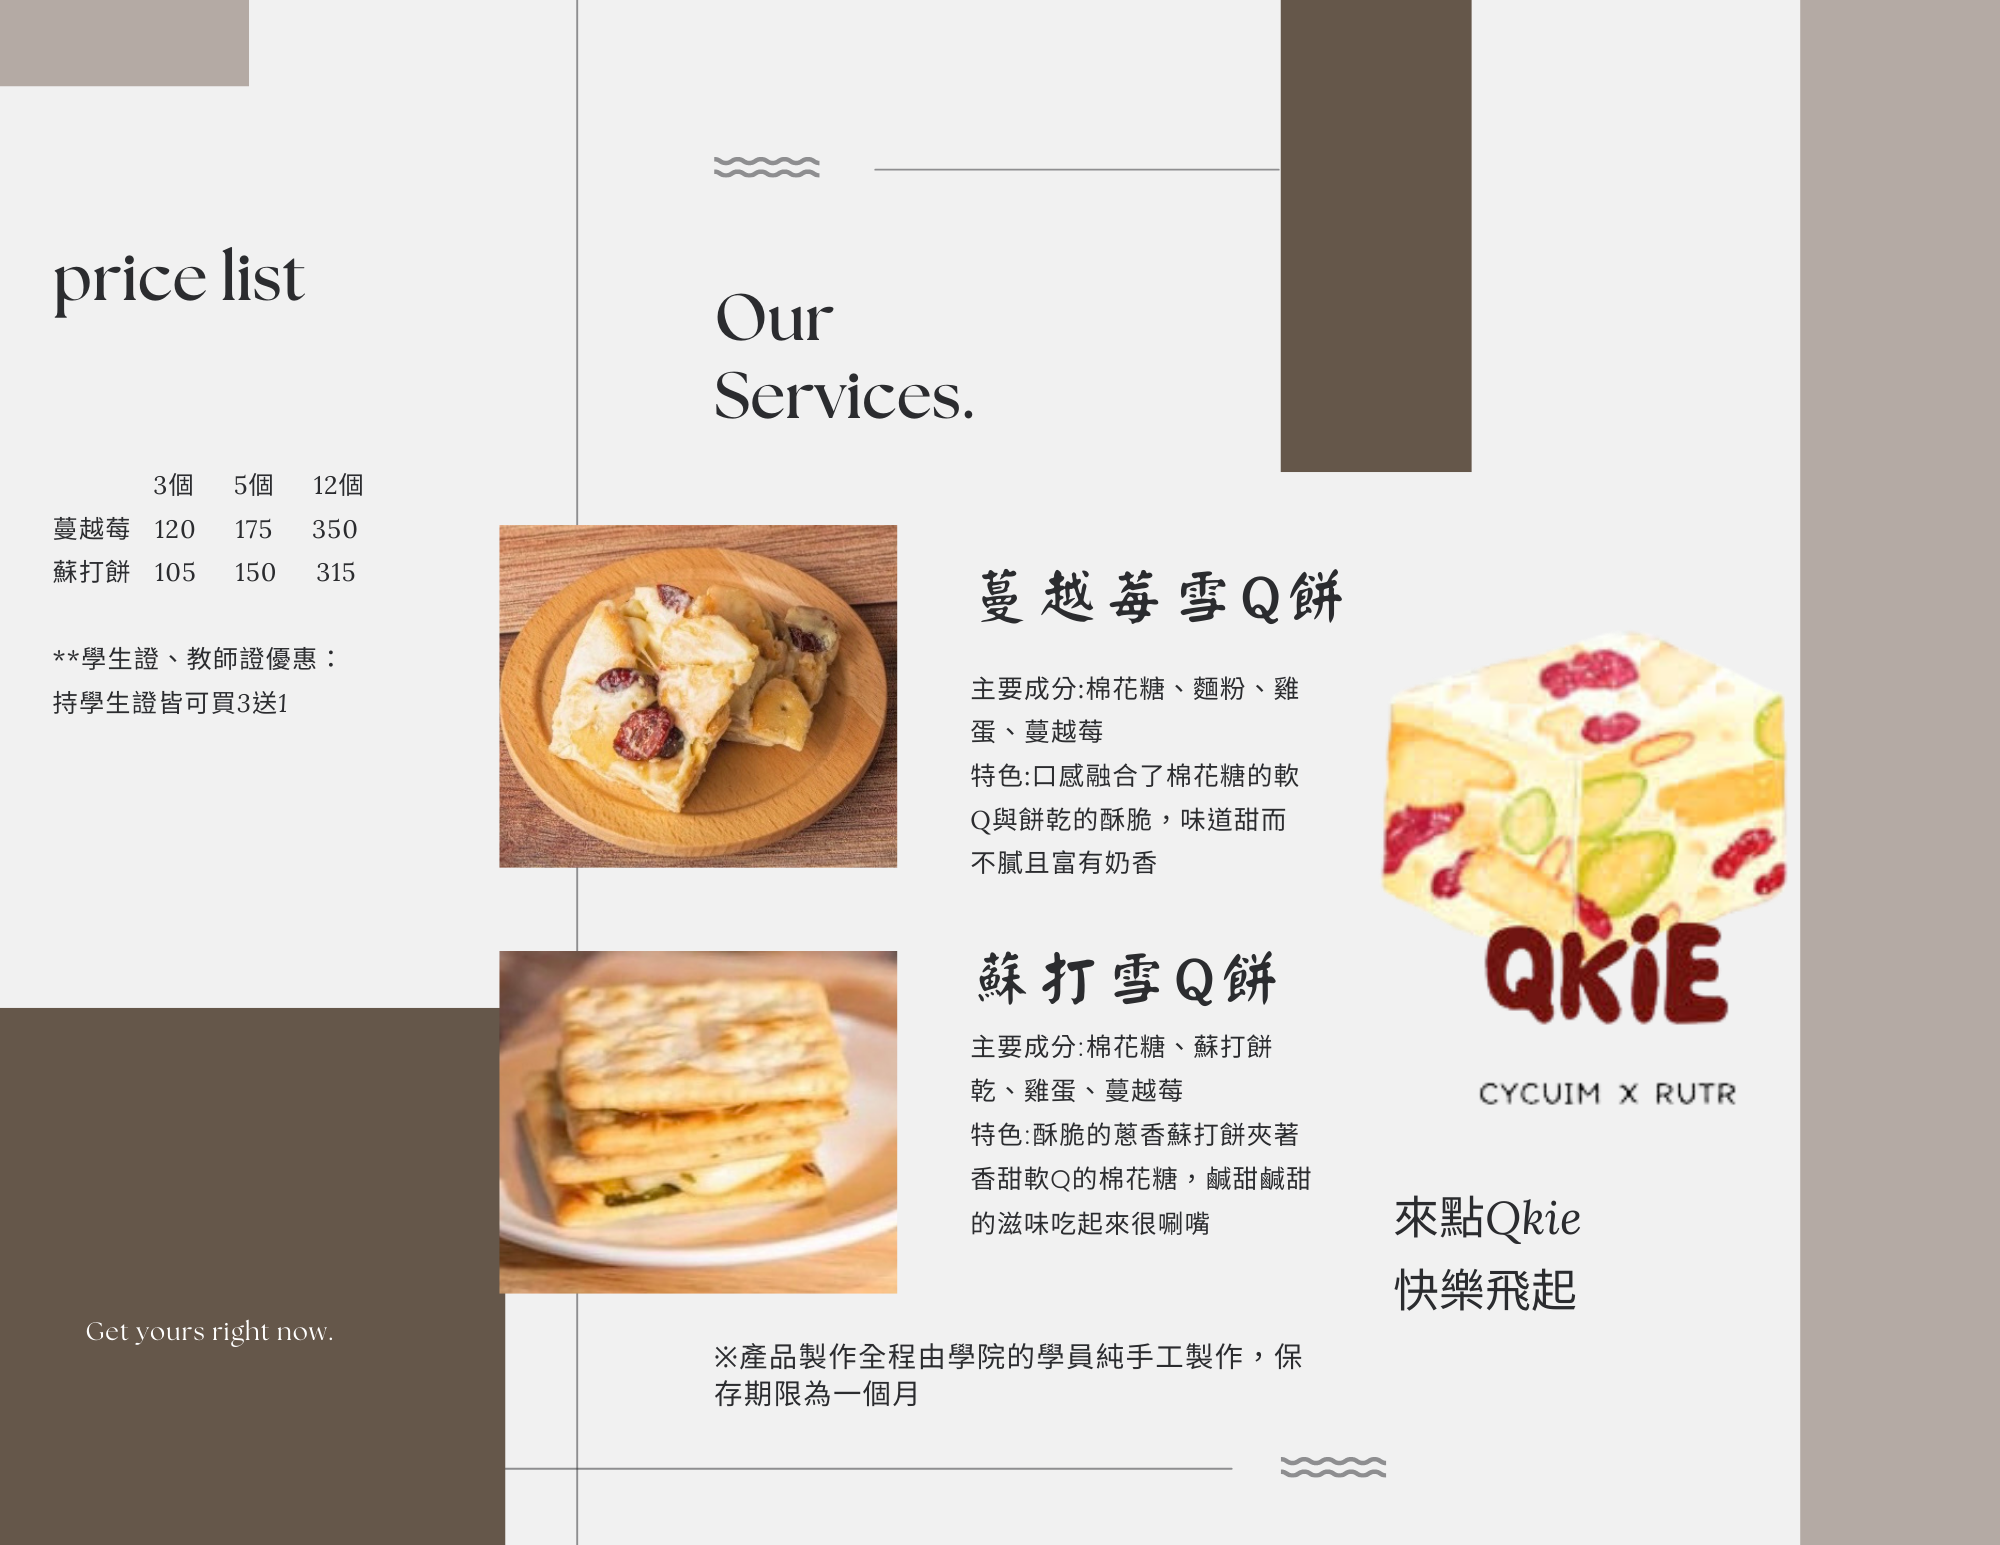 price list
3個 5個 12個
蔓越莓 120 175 350
蘇打餅 105 150 315
**學生證、教師證優惠：
持學生證皆可買3送1
Get yours right now.
Our
Services.
蔓越莓雪Q餅
主要成分:棉花糖、麵粉、雞
蛋、蔓越莓
特色:口感融合了棉花糖的軟
Q與餅乾的酥脆，味道甜而
不膩且富有奶香
蘇打雪Q餅
主要成分:棉花糖、蘇打餅
乾、雞蛋、蔓越莓
特色:酥脆的蔥香蘇打餅夾著
香甜軟Q的棉花糖，鹹甜鹹甜
的滋味吃起來很唰嘴
※產品製作全程由學院的學員純手工製作，保
存期限為一個月
QKiE
CYCUIM X RUTR
來點Qkie
快樂飛起